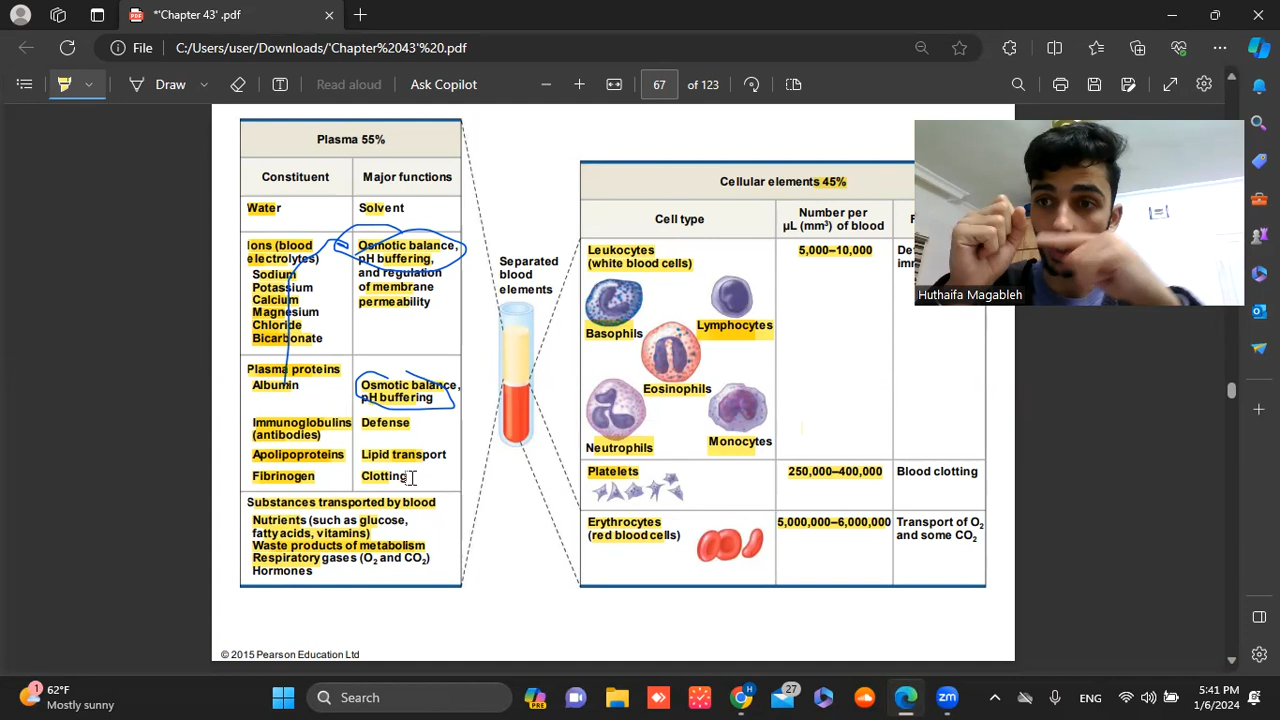 *'Chapter 43' .pdf
File
C:/Users/user/Downloads/'Chapter%2043'%20.pdf
Draw
Read aloud
Ask Copilot
67
of 123
Plasma 55%
Constituent
Major functions
Water
Solvent
Ions (blood
electrolytes)
Sodium
Potassium
Calcium
Magnesium
Chloride
Bicarbonate
Osmotic balance,
pH buffering,
and regulation
of membrane
permeability
Plasma proteins
Albumin
Osmotic balance,
pH buffering
Immunoglobulins
(antibodies)
Defense
Apolipoproteins
Lipid transport
Fibrinogen
Clotting
Substances transported by blood
Nutrients (such as glucose,
fatty acids, vitamins)
Waste products of metabolism
Respiratory gases (O₂ and CO₂)
Hormones
Separated
blood
elements
Cellular elements 45%
Cell type
Number per
μL (mm³) of blood
Leukocytes
(white blood cells)
5,000–10,000
Basophils
Lymphocytes
Eosinophils
Neutrophils
Monocytes
Platelets
250,000–400,000
Blood clotting
Erythrocytes
(red blood cells)
5,000,000–6,000,000
Transport of O₂
and some CO₂
Huthaifa Magableh
© 2015 Pearson Education Ltd
1
62°F
Mostly sunny
Search
PRE
H
27
zm
ENG
5:41 PM
1/6/2024